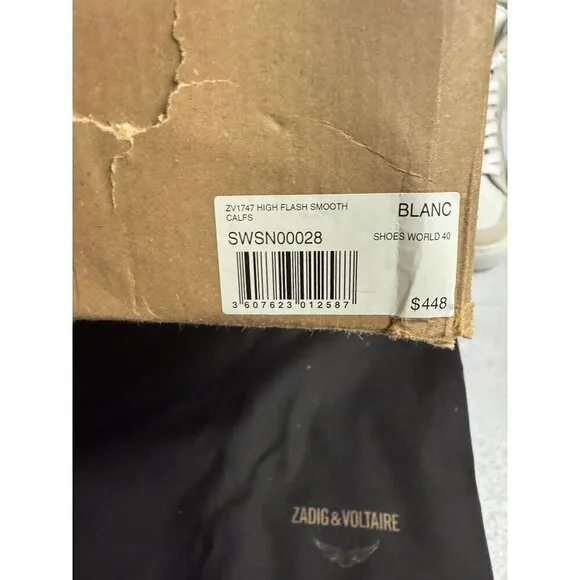 ZV1747 HIGH FLASH SMOOTH
CALFS
BLANC
SWSN00028
SHOES WORLD 40
3 607623 012587
$448
ZADIG & VOLTAIRE